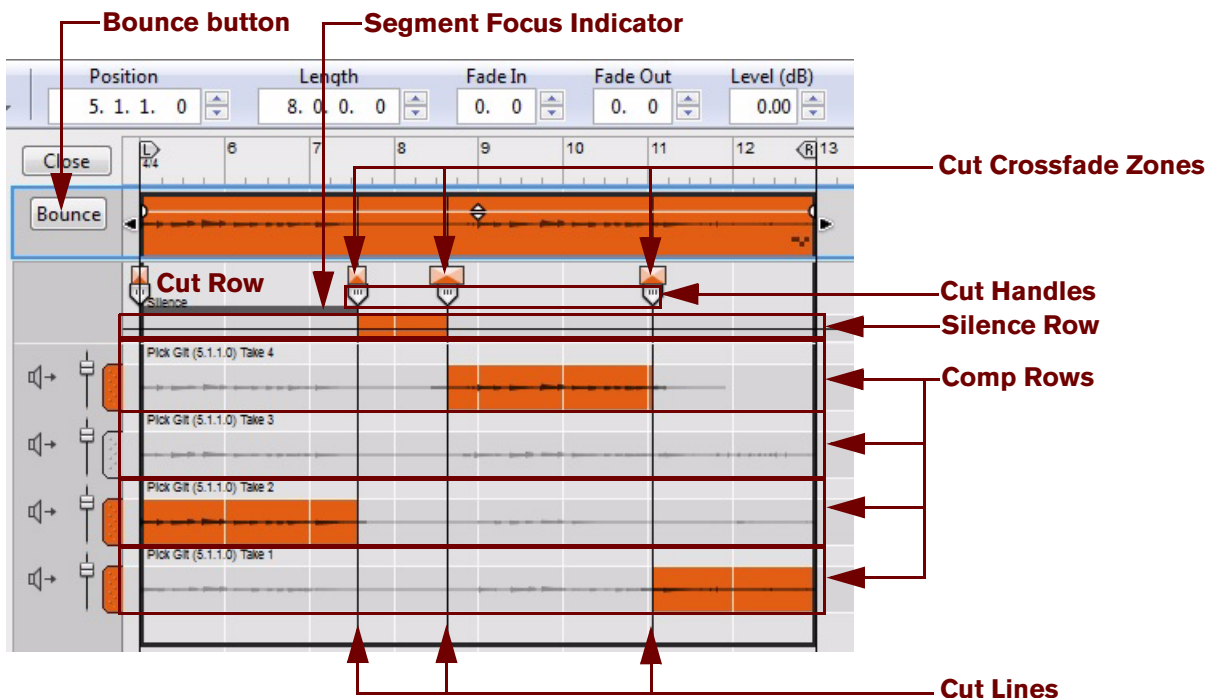 Bounce button
Segment Focus Indicator
Position
Length
Fade In
Fade Out
Level (dB)
5. 1. 1. 0
8. 0. 0. 0
0. 0
0. 0
0.00
Close
L
4/4
6
7
8
9
10
11
12
R
13
Cut Crossfade Zones
Bounce
Cut Row
Cut Handles
Silence
Silence Row
Pick Git (5.1.1.0) Take 4
Comp Rows
Pick Git (5.1.1.0) Take 3
Pick Git (5.1.1.0) Take 2
Pick Git (5.1.1.0) Take 1
Cut Lines